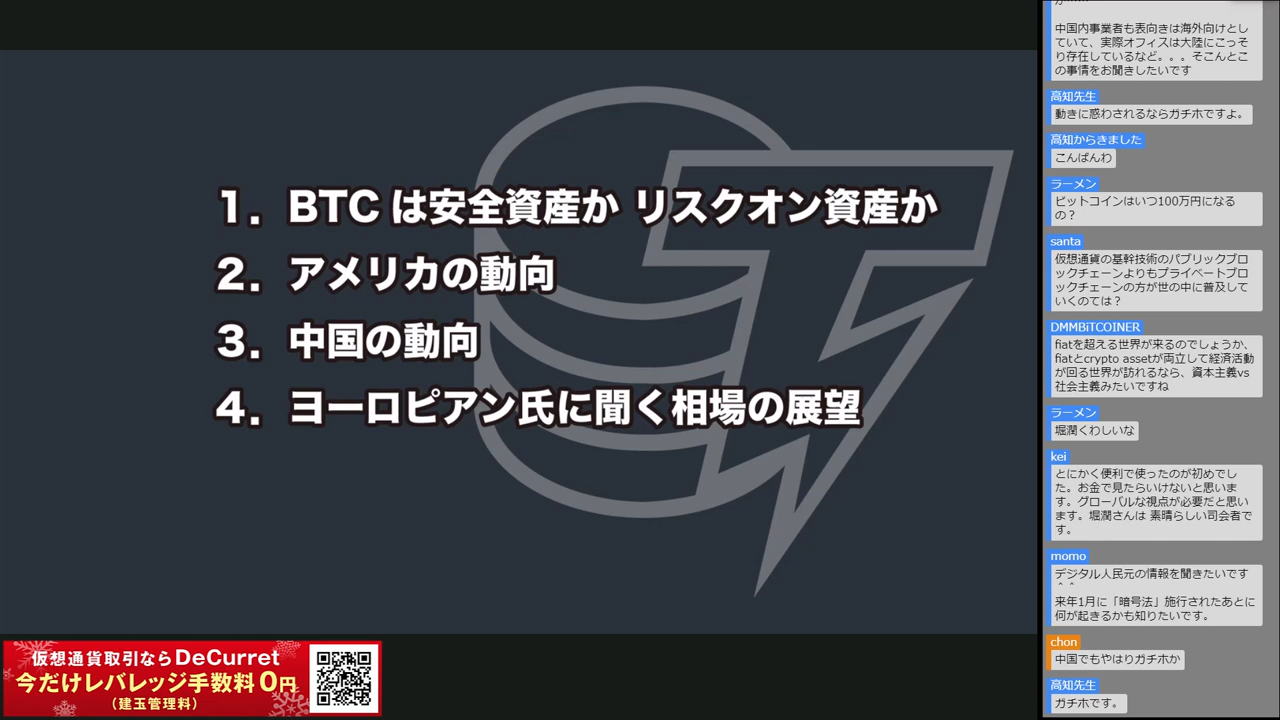 1. BTCは安全資産か リスクオン資産か
2. アメリカの動向
3. 中国の動向
4. ヨーロピアン氏に聞く相場の展望
仮想通貨取引ならDeCurret
今だけレバレッジ手数料0円
（建玉管理料）
中国内事業者も表向きは海外向けとし
ていて、実際オフィスは大陸にこっそ
り存在しているなど。。。そこんとこ
の事情をお聞きしたいです
高知先生
動きに惑わされるならガチホですよ。
高知からきました
こんばんわ
ラーメン
ビットコインはいつ100万円になる
の？
santa
仮想通貨の基幹技術のパブリックブロ
ックチェーンよりもプライベートブロ
ックチェーンの方が世の中に普及して
いくのでは？
DMMBiTCOINER
fiatを超える世界が来るのでしょうか、
fiatとcrypto assetが両立して経済活動
が回る世界が訪れるなら、資本主義vs
社会主義みたいですね
ラーメン
堀潤くわしいな
kei
とにかく便利で使ったのが初めでし
た。お金で見たらいけないと思いま
す。グローバルな視点が必要だと思い
ます。堀潤さんは 素晴らしい司会者で
す。
momo
デジタル人民元の情報を聞きたいです
^ ^
来年1月に「暗号法」施行されたあとに
何が起きるかも知りたいです。
chon
中国でもやはりガチホか
高知先生
ガチホです。